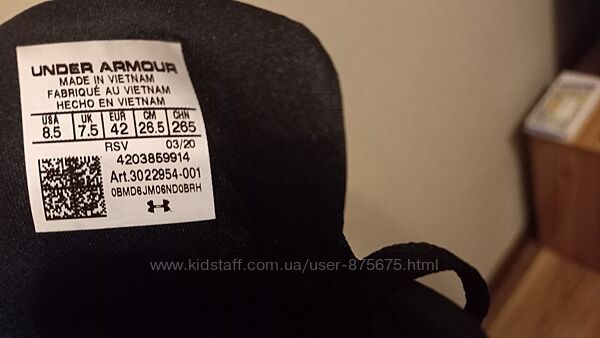 UNDER ARMOUR
MADE IN VIETNAM
FABRIQUÉ AU VIETNAM
HECHO EN VIETNAM
USA UK EUR CM CHN
8.5 7.5 42 26.5 265
RSV 03/20
4203859914
Art.3022954-001
0BMD6JM06ND0BRH
www.kidstaff.com.ua/user-875675.html